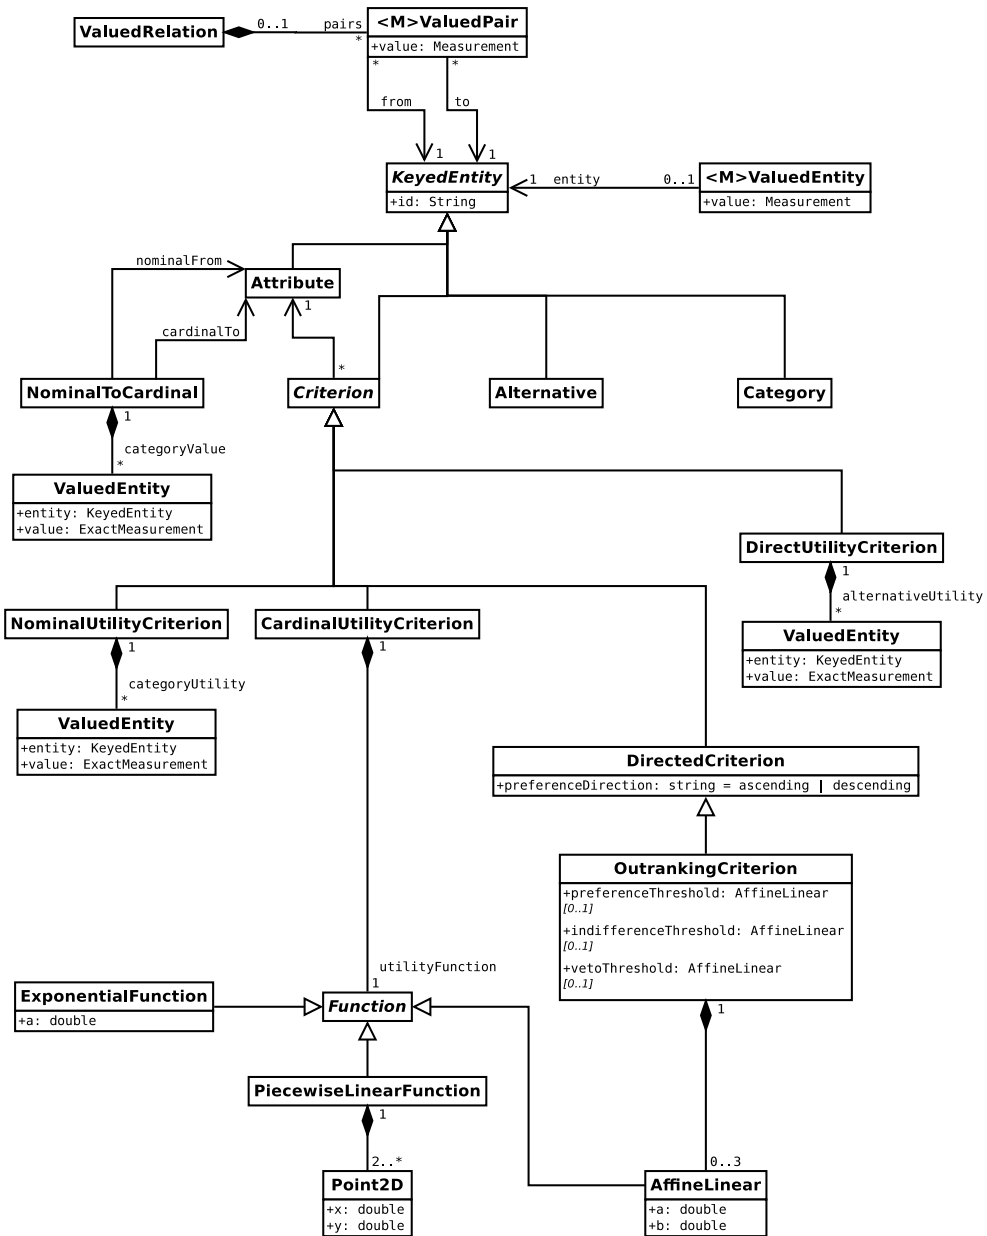 ValuedRelation
0..1
pairs
*
<M>ValuedPair
+value: Measurement
*
*
from
to
1
1
KeyedEntity
+id: String
1
entity
0..1
<M>ValuedEntity
+value: Measurement
nominalFrom
Attribute
1
cardinalTo
*
NominalToCardinal
Criterion
Alternative
Category
1
categoryValue
*
ValuedEntity
+entity: KeyedEntity
+value: ExactMeasurement
DirectUtilityCriterion
1
alternativeUtility
*
ValuedEntity
+entity: KeyedEntity
+value: ExactMeasurement
NominalUtilityCriterion
1
categoryUtility
*
ValuedEntity
+entity: KeyedEntity
+value: ExactMeasurement
CardinalUtilityCriterion
1
DirectedCriterion
+preferenceDirection: string = ascending | descending
OutrankingCriterion
+preferenceThreshold: AffineLinear
[0..1]
+indifferenceThreshold: AffineLinear
[0..1]
+vetoThreshold: AffineLinear
[0..1]
1
utilityFunction
1
ExponentialFunction
+a: double
Function
PiecewiseLinearFunction
1
2..*
Point2D
+x: double
+y: double
0..3
AffineLinear
+a: double
+b: double